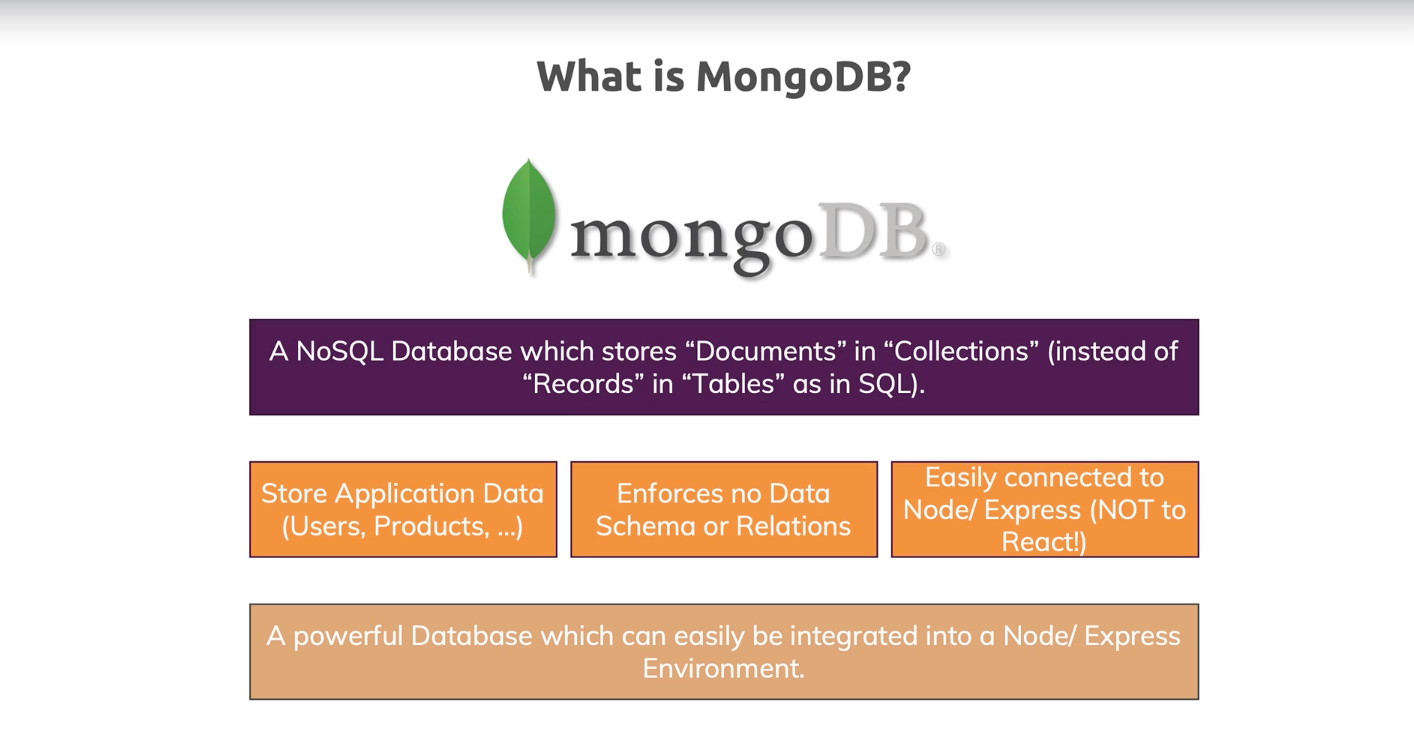 What is MongoDB?
mongoDB®
A NoSQL Database which stores “Documents” in “Collections” (instead of
“Records” in “Tables” as in SQL).
Store Application Data
(Users, Products, …)
Enforces no Data
Schema or Relations
Easily connected to
Node/ Express (NOT to
React!)
A powerful Database which can easily be integrated into a Node/ Express
Environment.